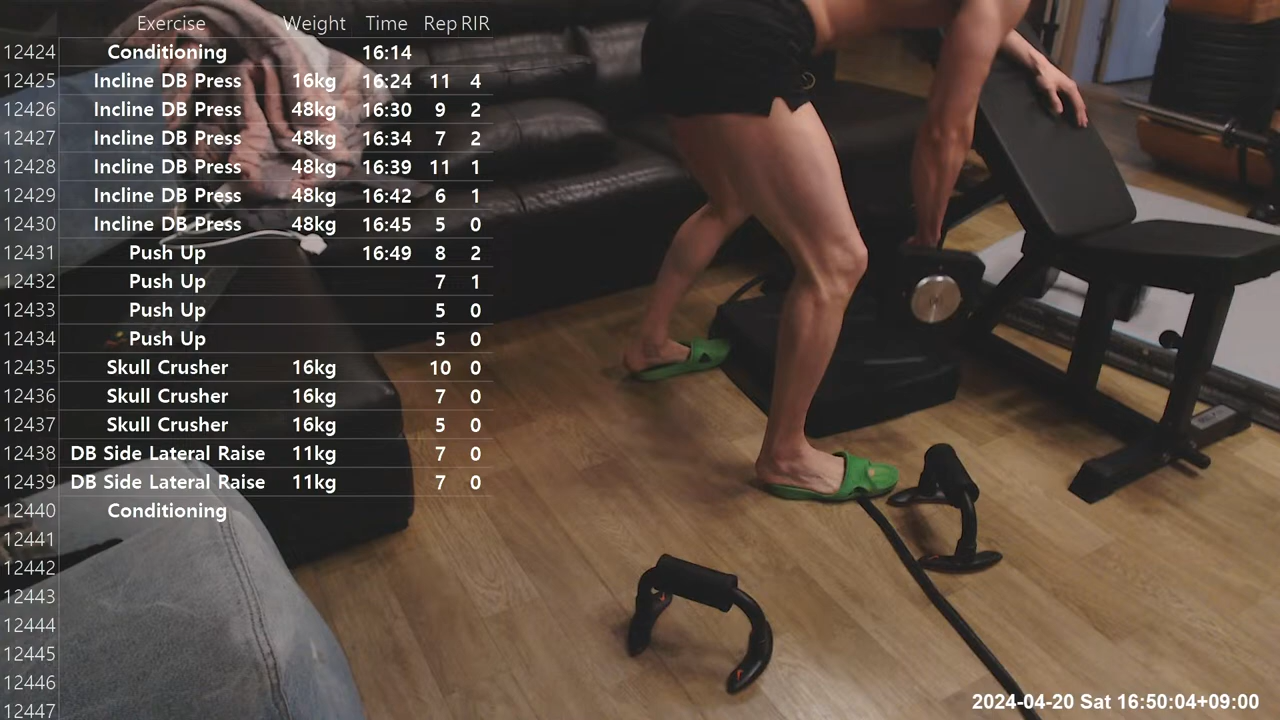 Exercise Weight Time Rep RIR
12424 Conditioning 16:14
12425 Incline DB Press 16kg 16:24 11 4
12426 Incline DB Press 48kg 16:30 9 2
12427 Incline DB Press 48kg 16:34 7 2
12428 Incline DB Press 48kg 16:39 11 1
12429 Incline DB Press 48kg 16:42 6 1
12430 Incline DB Press 48kg 16:45 5 0
12431 Push Up 16:49 8 2
12432 Push Up 7 1
12433 Push Up 5 0
12434 Push Up 5 0
12435 Skull Crusher 16kg 10 0
12436 Skull Crusher 16kg 7 0
12437 Skull Crusher 16kg 5 0
12438 DB Side Lateral Raise 11kg 7 0
12439 DB Side Lateral Raise 11kg 7 0
12440 Conditioning
12441
12442
12443
12444
12445
12446
12447
2024-04-20 Sat 16:50:04+09:00